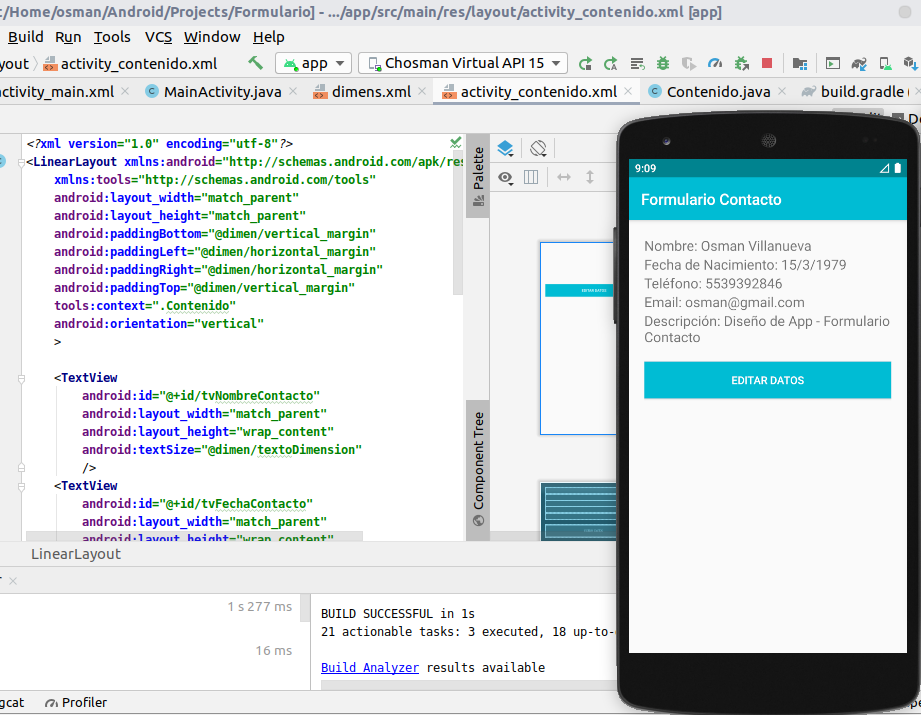 :/Home/osman/Android/Projects/Formulario] - .../app/src/main/res/layout/activity_contenido.xml [app]
Build Run Tools VCS Window Help
yout activity_contenido.xml app Chosman Virtual API 15
activity_main.xml MainActivity.java dimens.xml activity_contenido.xml Contenido.java build.gradle
<?xml version="1.0" encoding="utf-8"?>
<LinearLayout xmlns:android="http://schemas.android.com/apk/res
xmlns:tools="http://schemas.android.com/tools"
android:layout_width="match_parent"
android:layout_height="match_parent"
android:paddingBottom="@dimen/vertical_margin"
android:paddingLeft="@dimen/horizontal_margin"
android:paddingRight="@dimen/horizontal_margin"
android:paddingTop="@dimen/vertical_margin"
tools:context=".Contenido"
android:orientation="vertical"
>
<TextView
android:id="@+id/tvNombreContacto"
android:layout_width="match_parent"
android:layout_height="wrap_content"
android:textSize="@dimen/textoDimension"
/>
<TextView
android:id="@+id/tvFechaContacto"
android:layout_width="match_parent"
android:layout_height="wrap_content"
LinearLayout
Palette
Component Tree
9:09
Formulario Contacto
Nombre: Osman Villanueva
Fecha de Nacimiento: 15/3/1979
Teléfono: 5539392846
Email: osman@gmail.com
Descripción: Diseño de App - Formulario
Contacto
EDITAR DATOS
1 s 277 ms
16 ms
BUILD SUCCESSFUL in 1s
21 actionable tasks: 3 executed, 18 up-to-
Build Analyzer results available
gcat Profiler